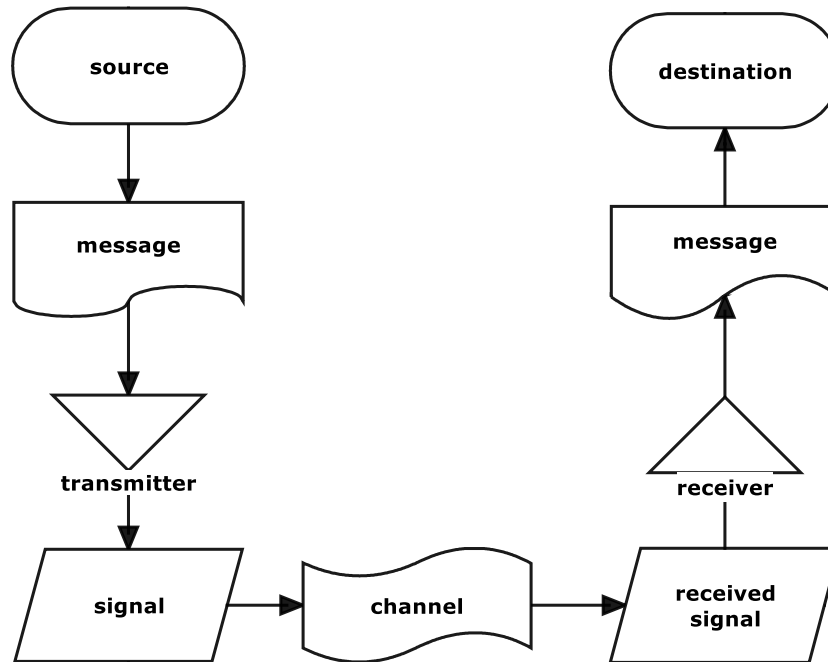 source
message
transmitter
signal
channel
received
signal
receiver
message
destination